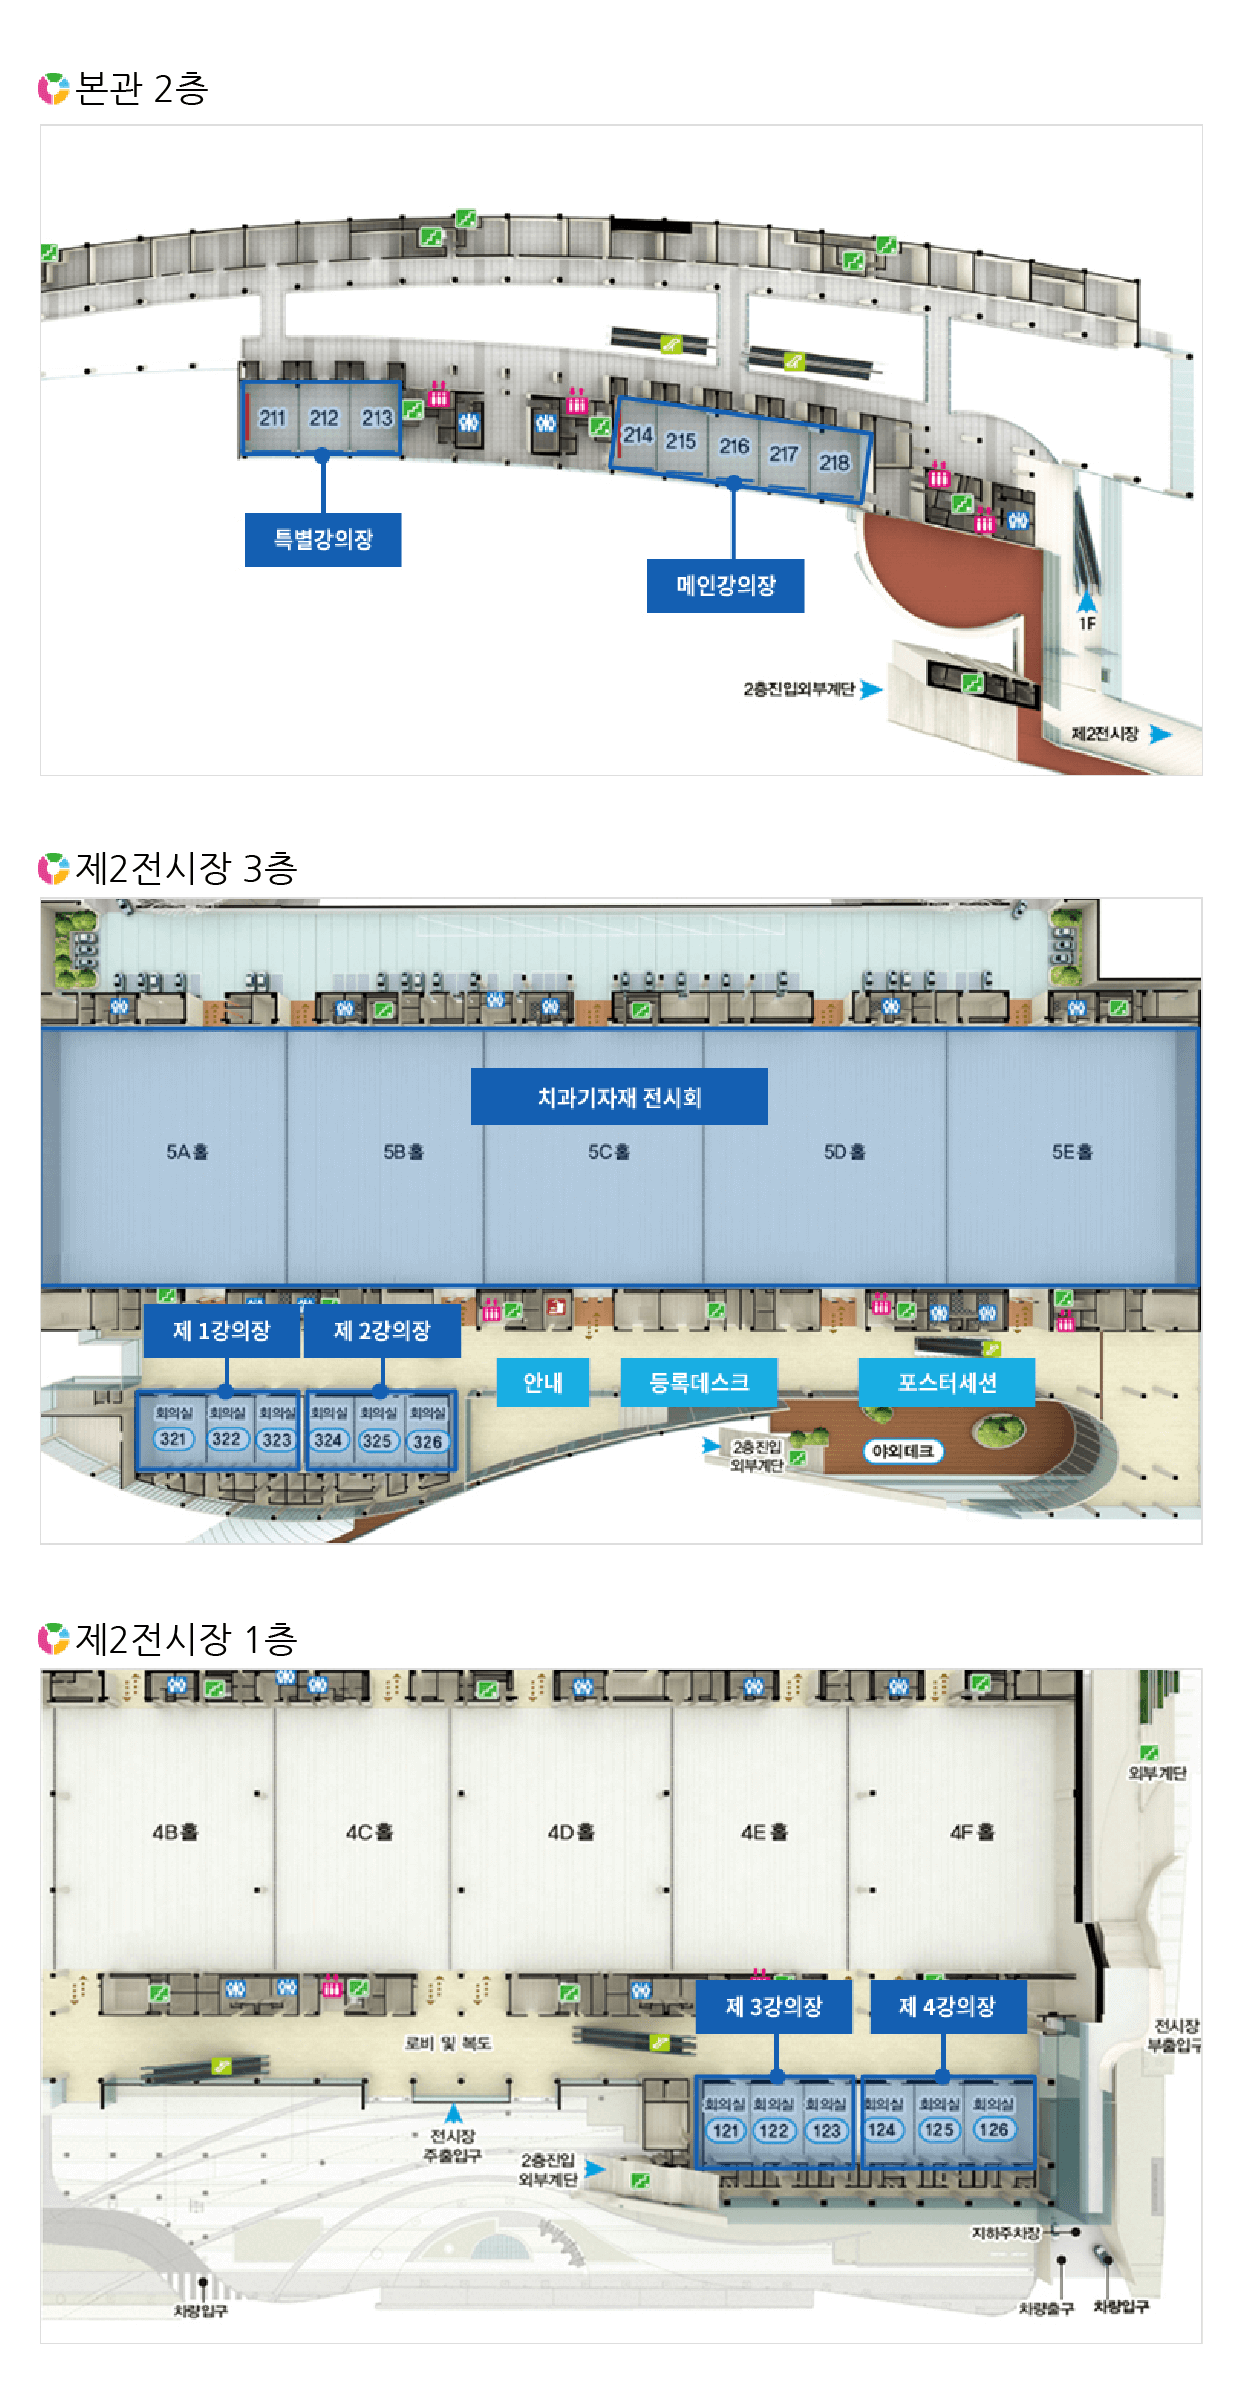 본관 2층
211 212 213
214 215 216 217 218
특별강의장
메인강의장
1F
2층진입외부계단
제2전시장
제2전시장 3층
치과기자재 전시회
5A홀 5B홀 5C홀 5D홀 5E홀
제 1강의장 제 2강의장
안내 등록데스크 포스터세션
회의실 회의실 회의실 회의실 회의실 회의실
321 322 323 324 325 326
2층진입
외부계단
야외데크
제2전시장 1층
외부계단
4B홀 4C홀 4D홀 4E홀 4F홀
제 3강의장 제 4강의장
로비 및 복도
전시장
부출입구
회의실 회의실 회의실 회의실 회의실 회의실
121 122 123 124 125 126
전시장
주출입구
2층진입
외부계단
지하주차장
차량입구
차량출구 차량입구